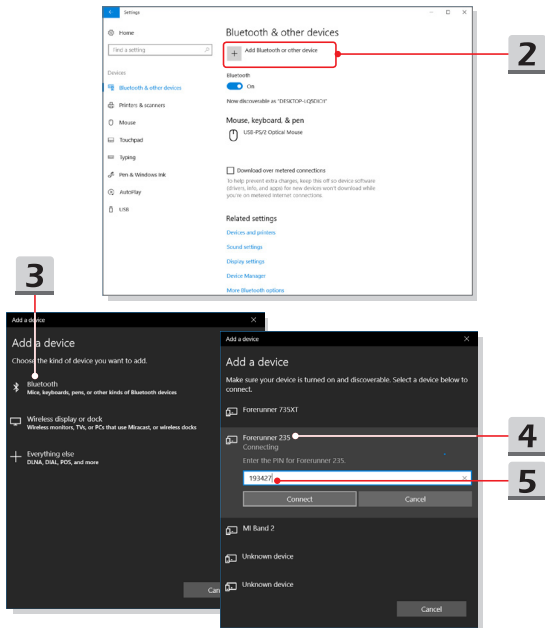 Settings
Home
Find a setting
Devices
Bluetooth & other devices
Printers & scanners
Mouse
Touchpad
Typing
Pen & Windows Ink
AutoPlay
USB
Bluetooth & other devices
Add Bluetooth or other device
2
Bluetooth
On
Now discoverable as
Mouse, keyboard, & pen
USB-PS/2 Optical Mouse
Download over metered connections
To help prevent extra charges, keep this off so device software
(drivers, info, and apps) for new devices won't download while
you're on metered Internet connections.
Related settings
Devices and printers
Sound settings
Display settings
Device Manager
More Bluetooth options
3
Add a device
Add a device
Choose the kind of device you want to add.
Bluetooth
Mice, keyboards, pens, or other kinds of Bluetooth devices
Wireless display or dock
Wireless monitors, TVs, or PCs that use Miracast, or wireless docks
Everything else
DLNA, DIAL, POS, and more
Can
Add a device
Add a device
Make sure your device is turned on and discoverable. Select a device below to
connect.
Forerunner 735XT
Forerunner 235
4
Connecting
Enter the PIN for Forerunner 235.
193427
5
Connect
Cancel
MI Band 2
Unknown device
Unknown device
Cancel